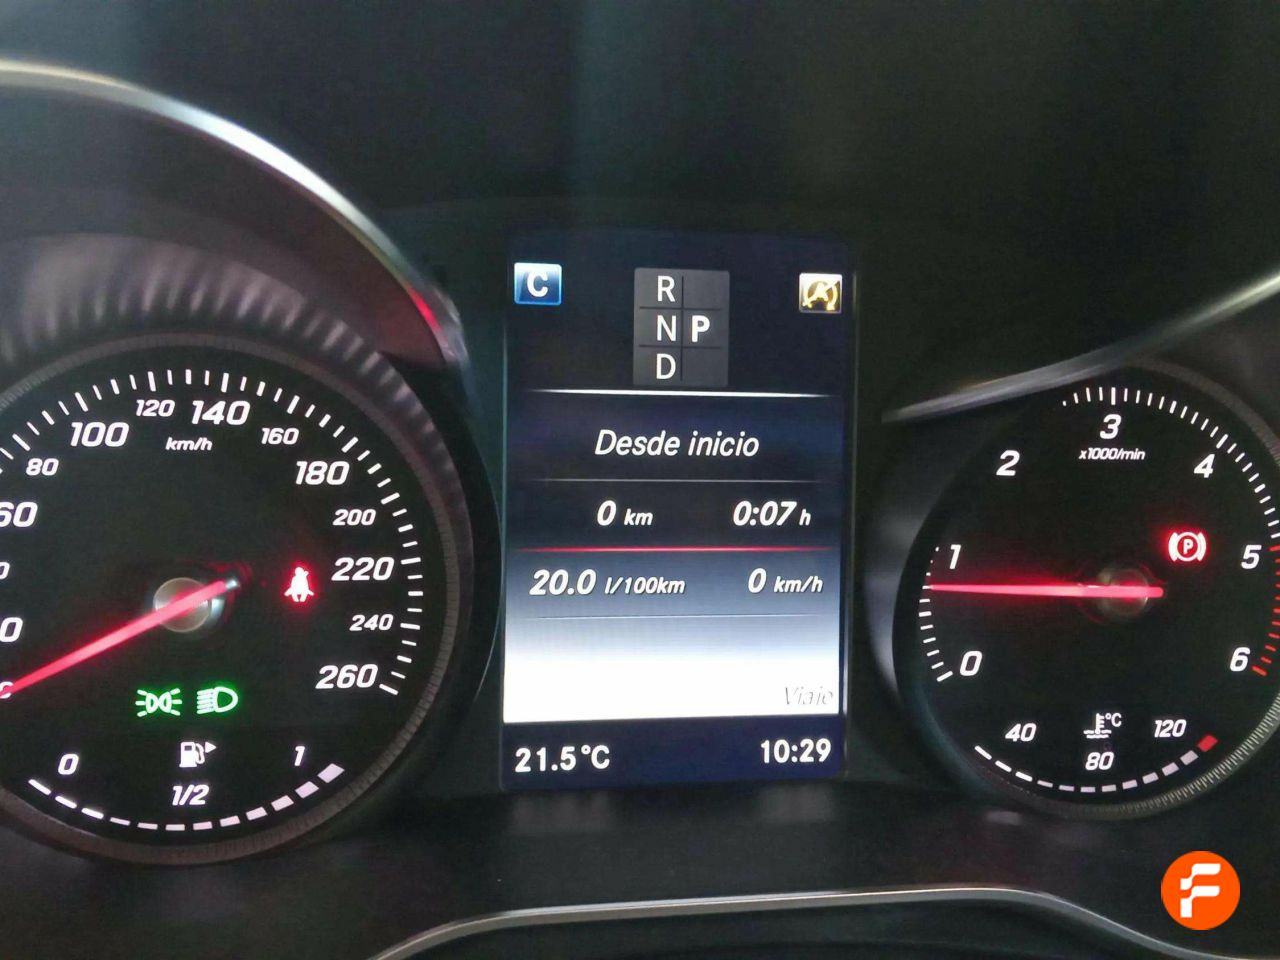 C
R
N P
D
A
Desde inicio
0 km 0:07 h
20.0 l/100km 0 km/h
Viaje
21.5°C 10:29
80 100 120 140 160 180 200 220 240 260
60
km/h
0 1/2 1
0 1 2 3 4 5 6
x1000/min
P
40 80 120
°C
F